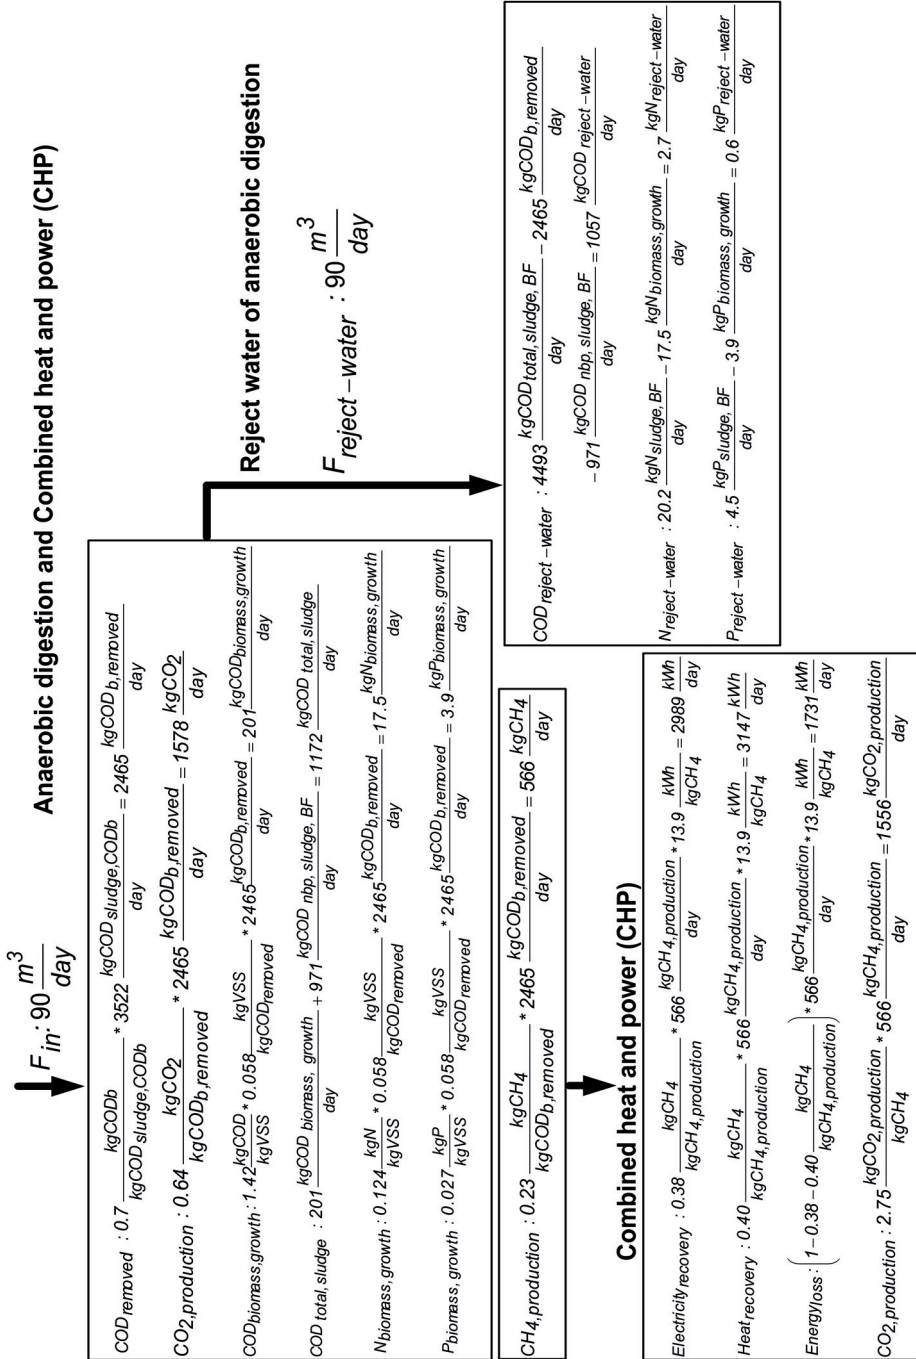 Anaerobic digestion and Combined heat and power (CHP)
F_in : 90 m³/day
COD_removed : 0.7 kgCODb/kgCOD_sludge,CODb * 3522 kgCOD_sludge,CODb/day = 2465 kgCOD_b,removed/day
CO₂,production : 0.64 kgCO₂/kgCOD_b,removed * 2465 kgCOD_b,removed/day = 1578 kgCO₂/day
COD_biomass,growth : 1.42 kgCOD/kgVSS * 0.058 kgVSS/kgCOD_removed * 2465 kgCOD_b,removed/day = 201 kgCOD_biomass,growth/day
COD_total,sludge : 201 kgCOD_biomass, growth/day + 971 kgCOD_nbp, sludge, BF/day = 1172 kgCOD_total,sludge/day
N_biomass, growth : 0.124 kgN/kgVSS * 0.058 kgVSS/kgCOD_removed * 2465 kgCOD_b,removed/day = 17.5 kgN_biomass, growth/day
P_biomass, growth : 0.027 kgP/kgVSS * 0.058 kgVSS/kgCOD_removed * 2465 kgCOD_b,removed/day = 3.9 kgP_biomass, growth/day
CH₄,production : 0.23 kgCH₄/kgCOD_b,removed * 2465 kgCOD_b,removed/day = 566 kgCH₄/day
Combined heat and power (CHP)
Electricity_recovery : 0.38 kgCH₄/kgCH₄,production * 566 kgCH₄,production/day * 13.9 kWh/kgCH₄ = 2989 kWh/day
Heat_recovery : 0.40 kgCH₄/kgCH₄,production * 566 kgCH₄,production/day * 13.9 kWh/kgCH₄ = 3147 kWh/day
Energy_loss : (1 − 0.38 − 0.40 kgCH₄/kgCH₄,production) * 566 kgCH₄,production/day * 13.9 kWh/kgCH₄ = 1731 kWh/day
CO₂,production : 2.75 kgCO₂,production/kgCH₄ * 566 kgCH₄,production/day = 1556 kgCO₂,production/day
Reject water of anaerobic digestion
F_reject−water : 90 m³/day
COD_reject−water : 4493 kgCOD_total, sludge, BF/day − 2465 kgCOD_b,removed/day
− 971 kgCOD_nbp, sludge, BF/day = 1057 kgCOD_reject−water/day
N_reject−water : 20.2 kgN_sludge, BF/day − 17.5 kgN_biomass, growth/day = 2.7 kgN_reject−water/day
P_reject−water : 4.5 kgP_sludge, BF/day − 3.9 kgP_biomass, growth/day = 0.6 kgP_reject−water/day